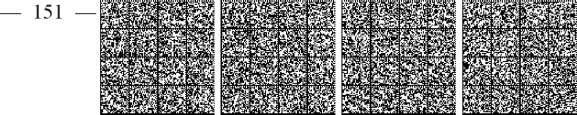 — 151 —